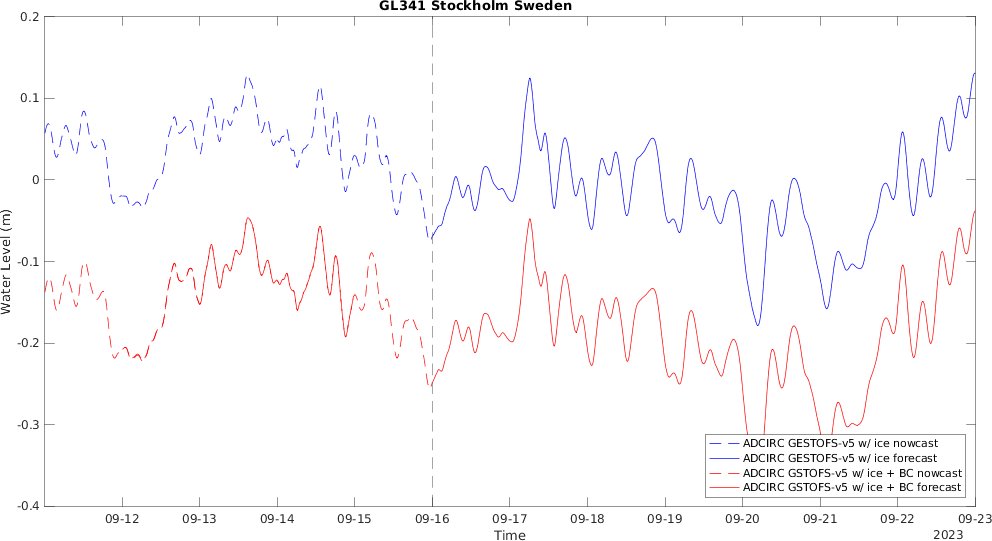 GL341 Stockholm Sweden
0.2
0.1
0
-0.1
-0.2
-0.3
-0.4
Water Level (m)
ADCIRC GESTOFS-v5 w/ ice nowcast
ADCIRC GESTOFS-v5 w/ ice forecast
ADCIRC GSTOFS-v5 w/ ice + BC nowcast
ADCIRC GSTOFS-v5 w/ ice + BC forecast
09-12 09-13 09-14 09-15 09-16 09-17 09-18 09-19 09-20 09-21 09-22 09-23
Time
2023